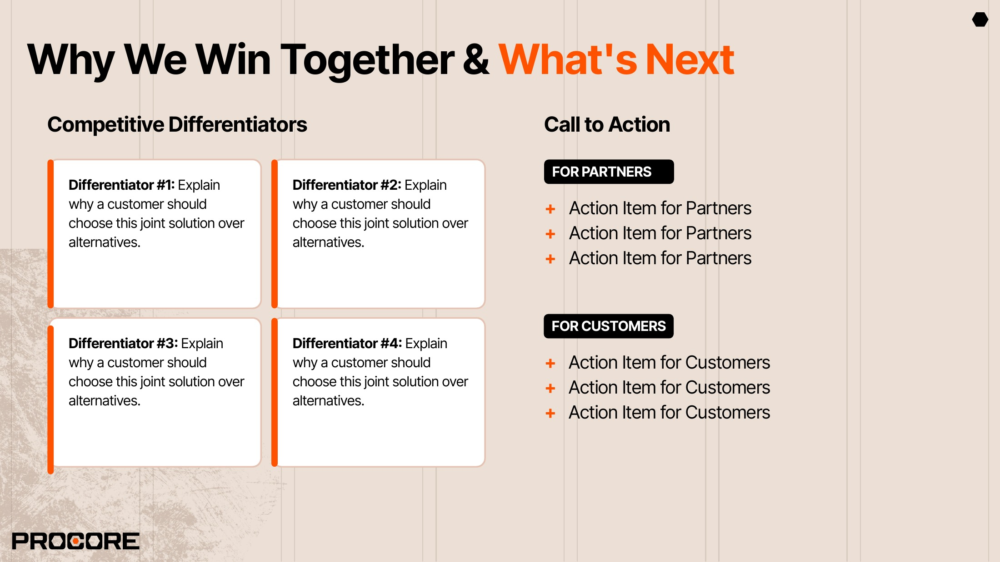 Why We Win Together & What's Next
Competitive Differentiators
Differentiator #1: Explain
why a customer should
choose this joint solution over
alternatives.
Differentiator #2: Explain
why a customer should
choose this joint solution over
alternatives.
Differentiator #3: Explain
why a customer should
choose this joint solution over
alternatives.
Differentiator #4: Explain
why a customer should
choose this joint solution over
alternatives.
Call to Action
FOR PARTNERS
+ Action Item for Partners
+ Action Item for Partners
+ Action Item for Partners
FOR CUSTOMERS
+ Action Item for Customers
+ Action Item for Customers
+ Action Item for Customers
PROCORE